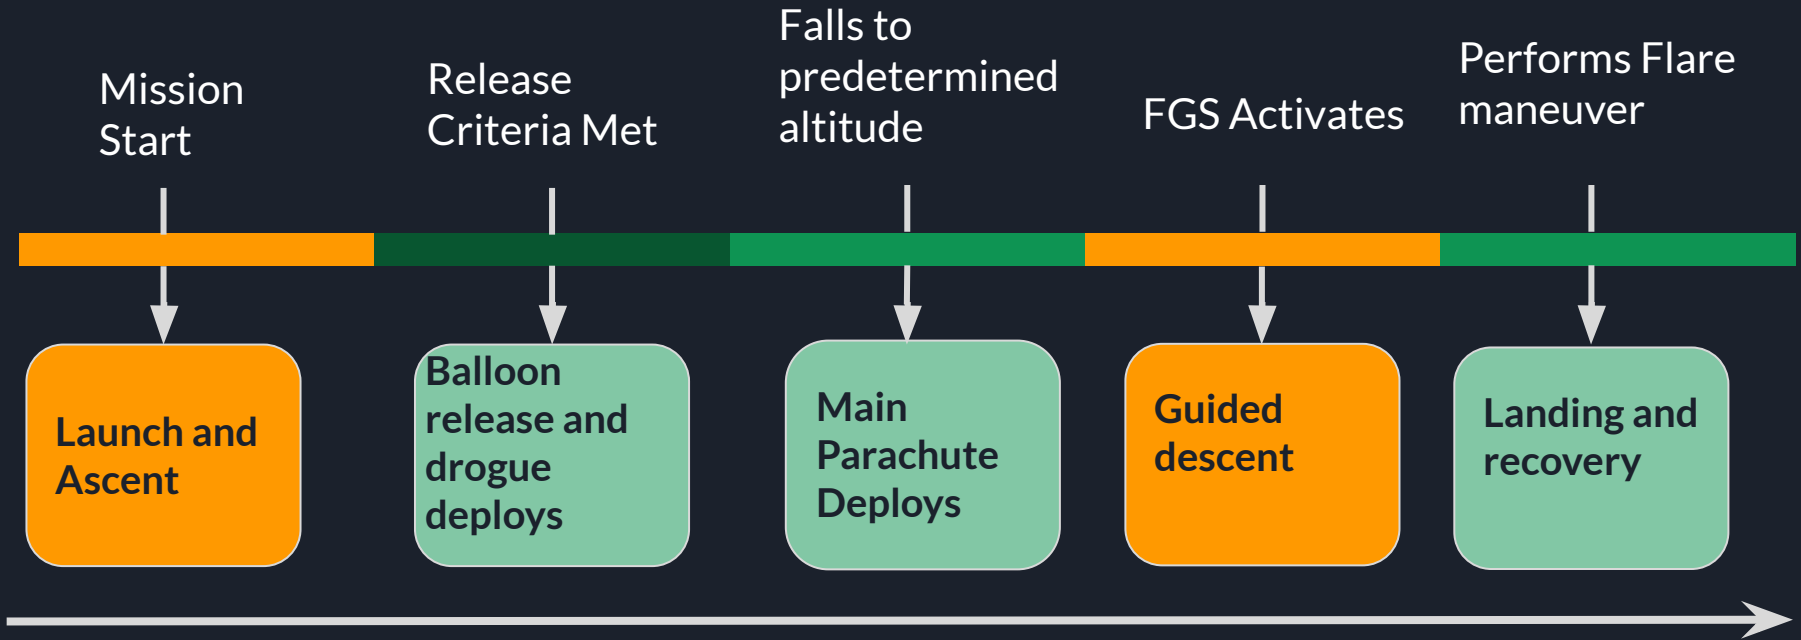 Mission
Start
Release
Criteria Met
Falls to
predetermined
altitude
FGS Activates
Performs Flare
maneuver
Launch and
Ascent
Balloon
release and
drogue
deploys
Main
Parachute
Deploys
Guided
descent
Landing and
recovery